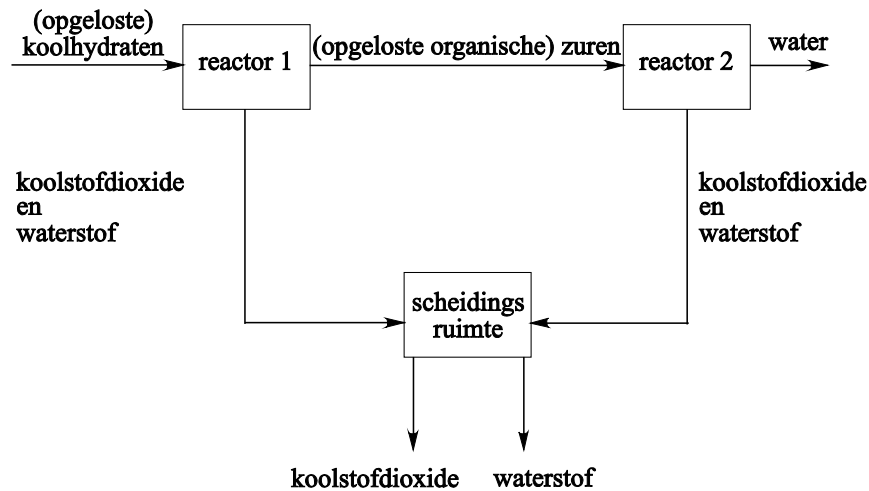 (opgeloste)
koolhydraten
reactor 1
(opgeloste organische) zuren
reactor 2
water
koolstofdioxide
en
waterstof
koolstofdioxide
en
waterstof
scheidings
ruimte
koolstofdioxide
waterstof